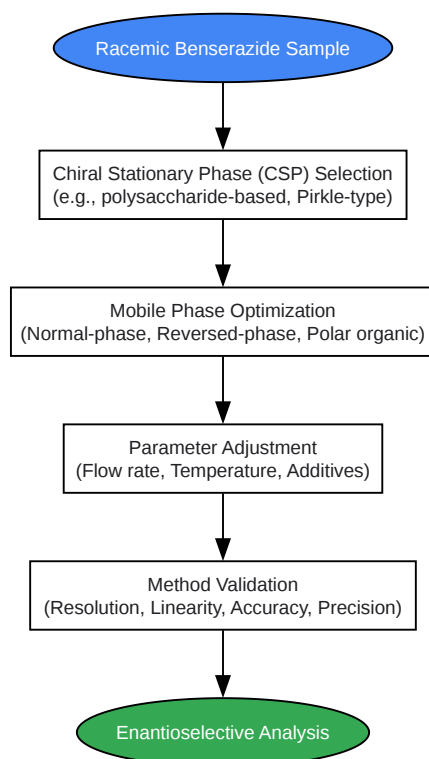 Racemic Benserazide Sample
Chiral Stationary Phase (CSP) Selection
(e.g., polysaccharide-based, Pirkle-type)
Mobile Phase Optimization
(Normal-phase, Reversed-phase, Polar organic)
Parameter Adjustment
(Flow rate, Temperature, Additives)
Method Validation
(Resolution, Linearity, Accuracy, Precision)
Enantioselective Analysis